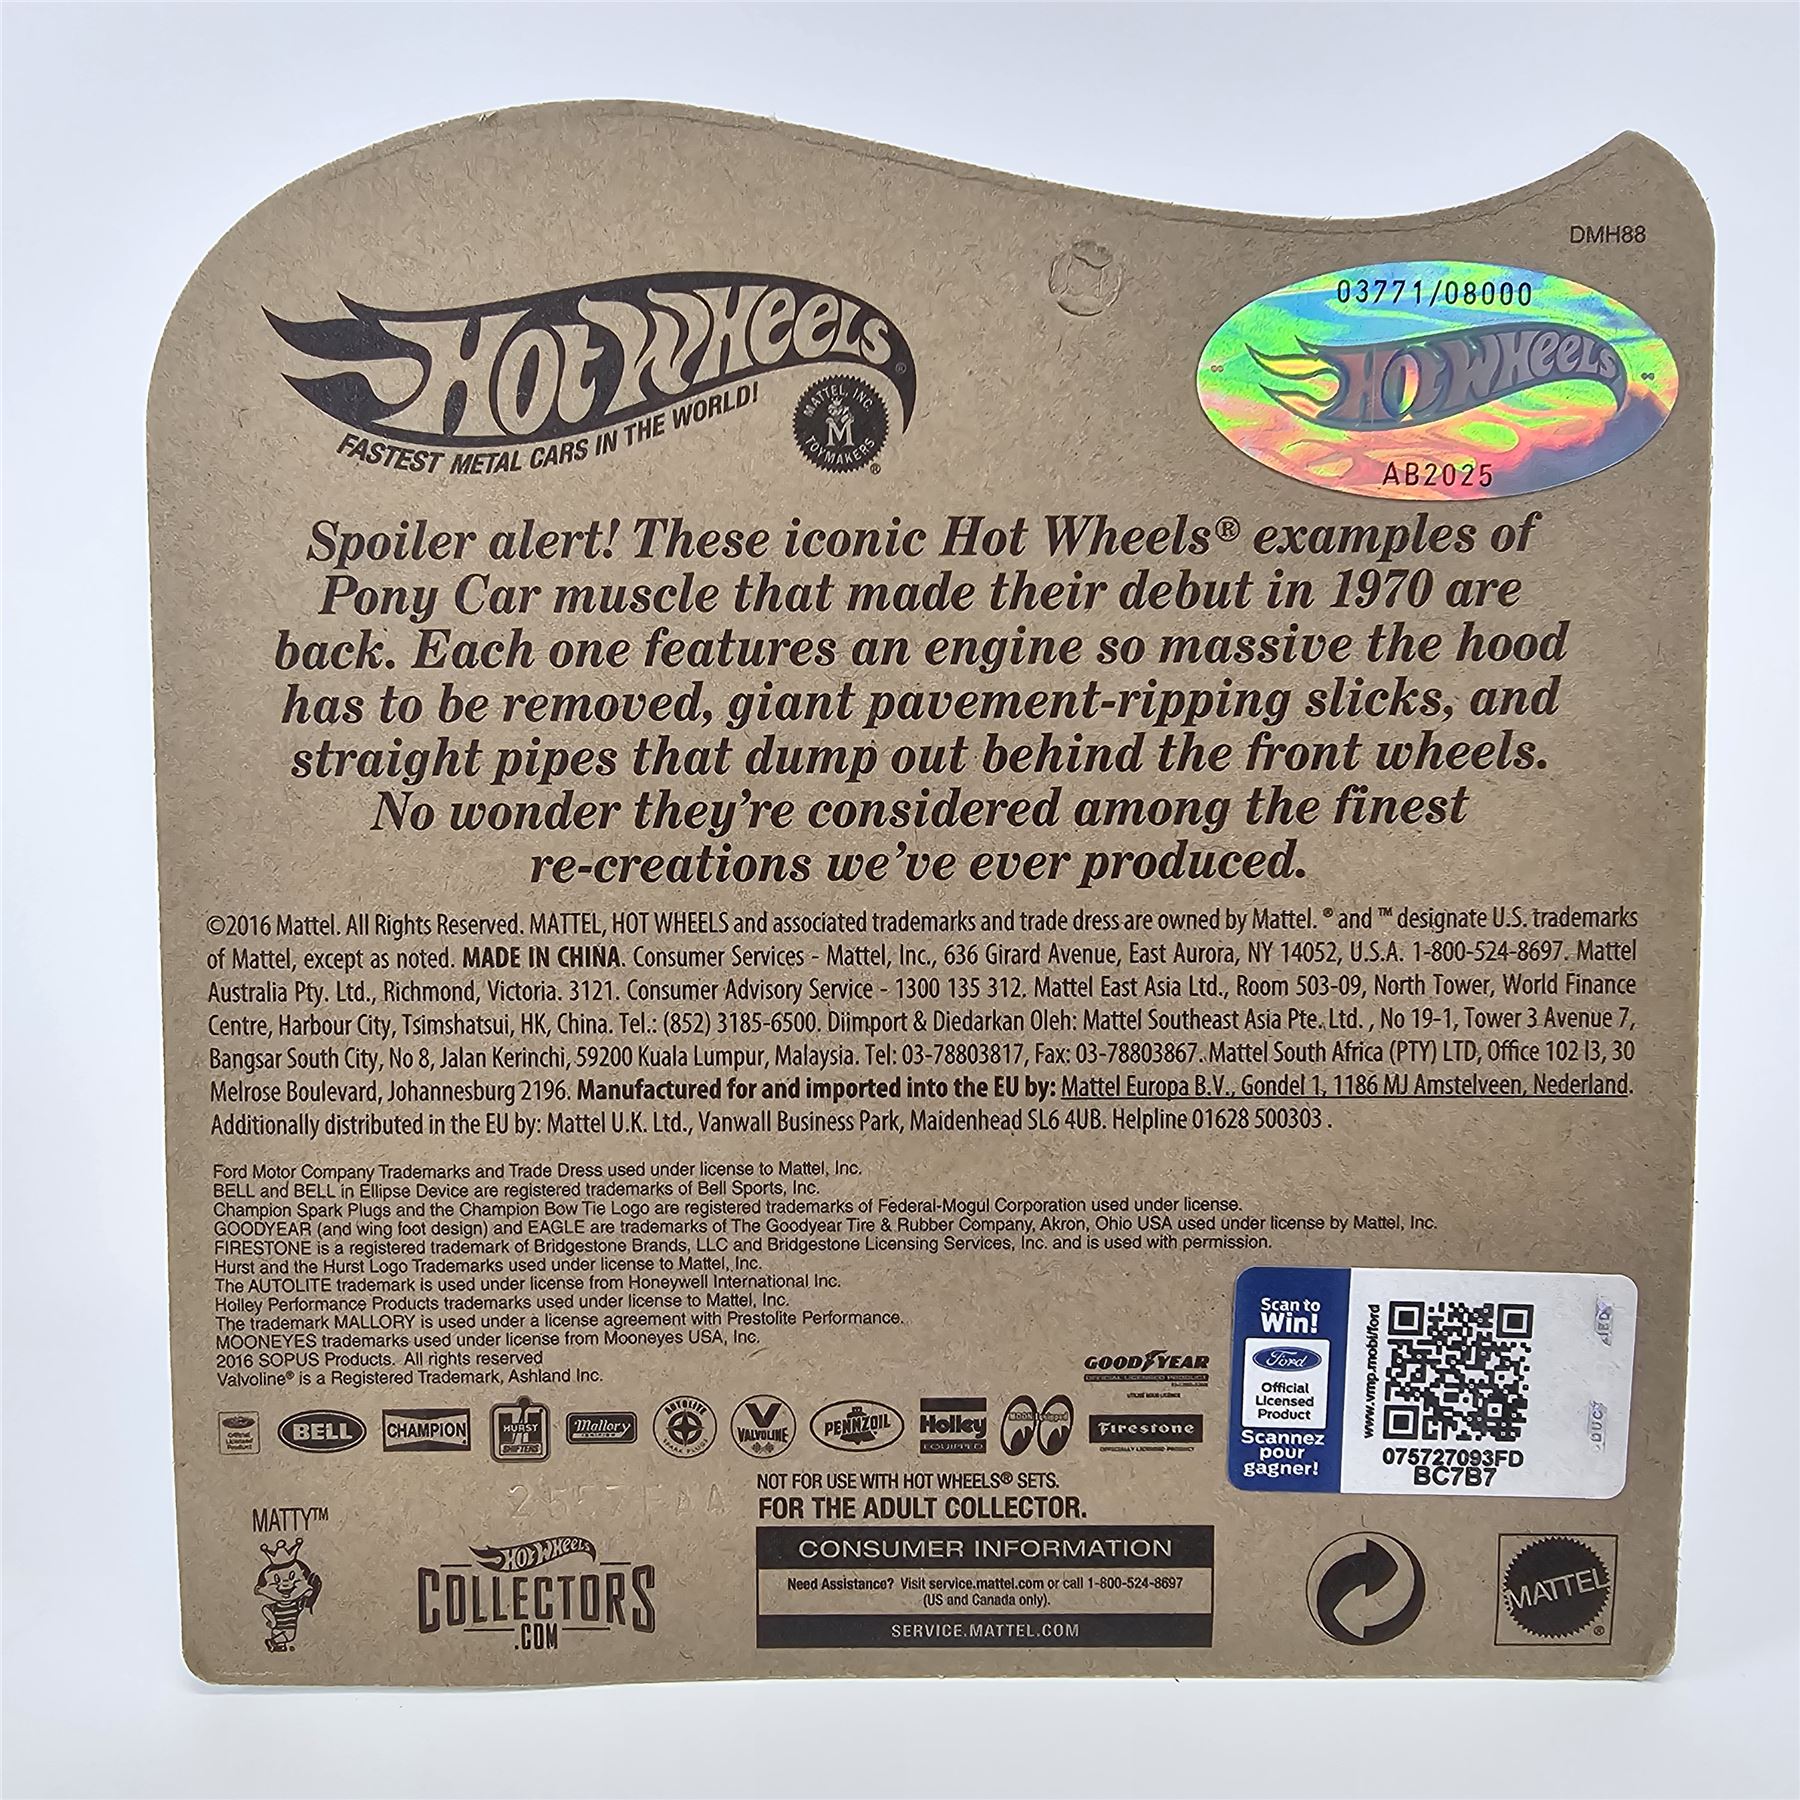 DMH88
03771/08000
HOT WHEELS
AB2025
HOT WHEELS®
FASTEST METAL CARS IN THE WORLD!
MATTEL, INC.
M
TOYMAKERS
®
Spoiler alert! These iconic Hot Wheels® examples of
Pony Car muscle that made their debut in 1970 are
back. Each one features an engine so massive the hood
has to be removed, giant pavement-ripping slicks, and
straight pipes that dump out behind the front wheels.
No wonder they're considered among the finest
re-creations we've ever produced.
©2016 Mattel. All Rights Reserved. MATTEL, HOT WHEELS and associated trademarks and trade dress are owned by Mattel. ® and ™ designate U.S. trademarks
of Mattel, except as noted. MADE IN CHINA. Consumer Services - Mattel, Inc., 636 Girard Avenue, East Aurora, NY 14052, U.S.A. 1-800-524-8697. Mattel
Australia Pty. Ltd., Richmond, Victoria. 3121. Consumer Advisory Service - 1300 135 312. Mattel East Asia Ltd., Room 503-09, North Tower, World Finance
Centre, Harbour City, Tsimshatsui, HK, China. Tel.: (852) 3185-6500. Diimport & Diedarkan Oleh: Mattel Southeast Asia Pte. Ltd. , No 19-1, Tower 3 Avenue 7,
Bangsar South City, No 8, Jalan Kerinchi, 59200 Kuala Lumpur, Malaysia. Tel: 03-78803817, Fax: 03-78803867. Mattel South Africa (PTY) LTD, Office 102 I3, 30
Melrose Boulevard, Johannesburg 2196. Manufactured for and imported into the EU by: Mattel Europa B.V., Gondel 1, 1186 MJ Amstelveen, Nederland.
Additionally distributed in the EU by: Mattel U.K. Ltd., Vanwall Business Park, Maidenhead SL6 4UB. Helpline 01628 500303 .
Ford Motor Company Trademarks and Trade Dress used under license to Mattel, Inc.
BELL and BELL in Ellipse Device are registered trademarks of Bell Sports, Inc.
Champion Spark Plugs and the Champion Bow Tie Logo are registered trademarks of Federal-Mogul Corporation used under license.
GOODYEAR (and wing foot design) and EAGLE are trademarks of The Goodyear Tire & Rubber Company, Akron, Ohio USA used under license by Mattel, Inc.
FIRESTONE is a registered trademark of Bridgestone Brands, LLC and Bridgestone Licensing Services, Inc. and is used with permission.
Hurst and the Hurst Logo Trademarks used under license to Mattel, Inc.
The AUTOLITE trademark is used under license from Honeywell International Inc.
Holley Performance Products trademarks used under license to Mattel, Inc.
The trademark MALLORY is used under a license agreement with Prestolite Performance.
MOONEYES trademarks used under license from Mooneyes USA, Inc.
2016 SOPUS Products. All rights reserved
Valvoline® is a Registered Trademark, Ashland Inc.
GOODYEAR
OFFICIAL LICENSED PRODUCT
Official Licensed Product
BELL
CHAMPION
HURST SHIFTERS
Mallory
IGNITION
AUTOLITE SPARK PLUGS
V VALVOLINE
PENNZOIL
Holley
EQUIPPED
MOON Equipped
Firestone
OFFICIALLY LICENSED PRODUCT
Scan to
Win!
Ford
Official
Licensed
Product
Scannez
pour
gagner!
www.vmp.mobi/ford
075727093FD
BC7B7
NOT FOR USE WITH HOT WHEELS® SETS.
FOR THE ADULT COLLECTOR.
CONSUMER INFORMATION
Need Assistance? Visit service.mattel.com or call 1-800-524-8697
(US and Canada only).
SERVICE.MATTEL.COM
MATTY™
HOT WHEELS
COLLECTORS
.COM
MATTEL
®